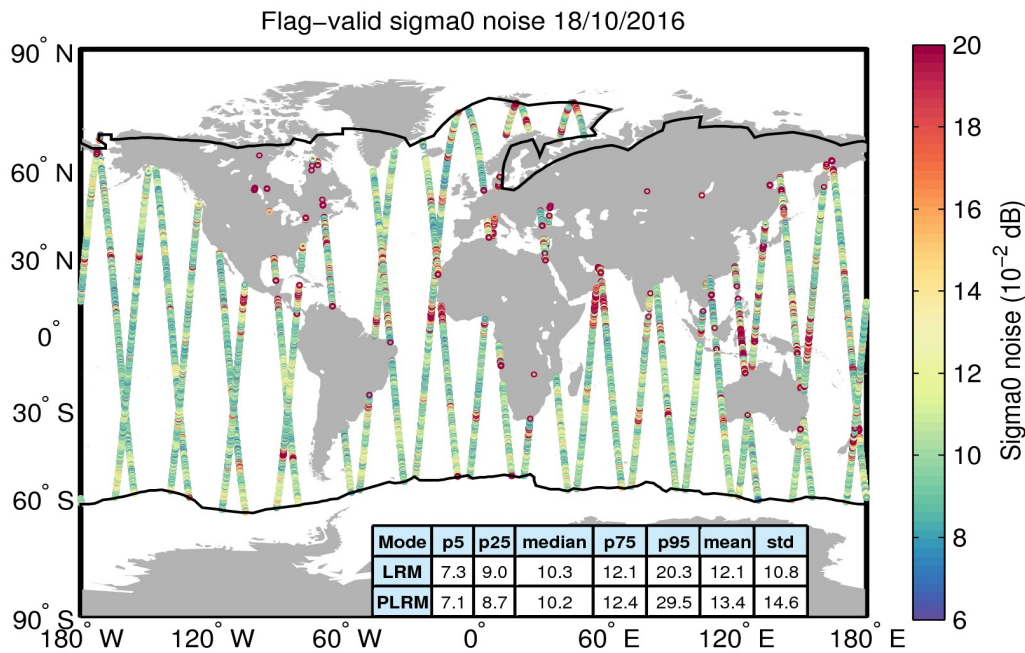 Flag-valid sigma0 noise 18/10/2016
90° N
60° N
30° N
0°
30° S
60° S
90° S
180° W 120° W 60° W 0° 60° E 120° E 180° E
Mode p5 p25 median p75 p95 mean std
LRM 7.3 9.0 10.3 12.1 20.3 12.1 10.8
PLRM 7.1 8.7 10.2 12.4 29.5 13.4 14.6
20
18
16
14
12
10
8
6
Sigma0 noise (10⁻² dB)